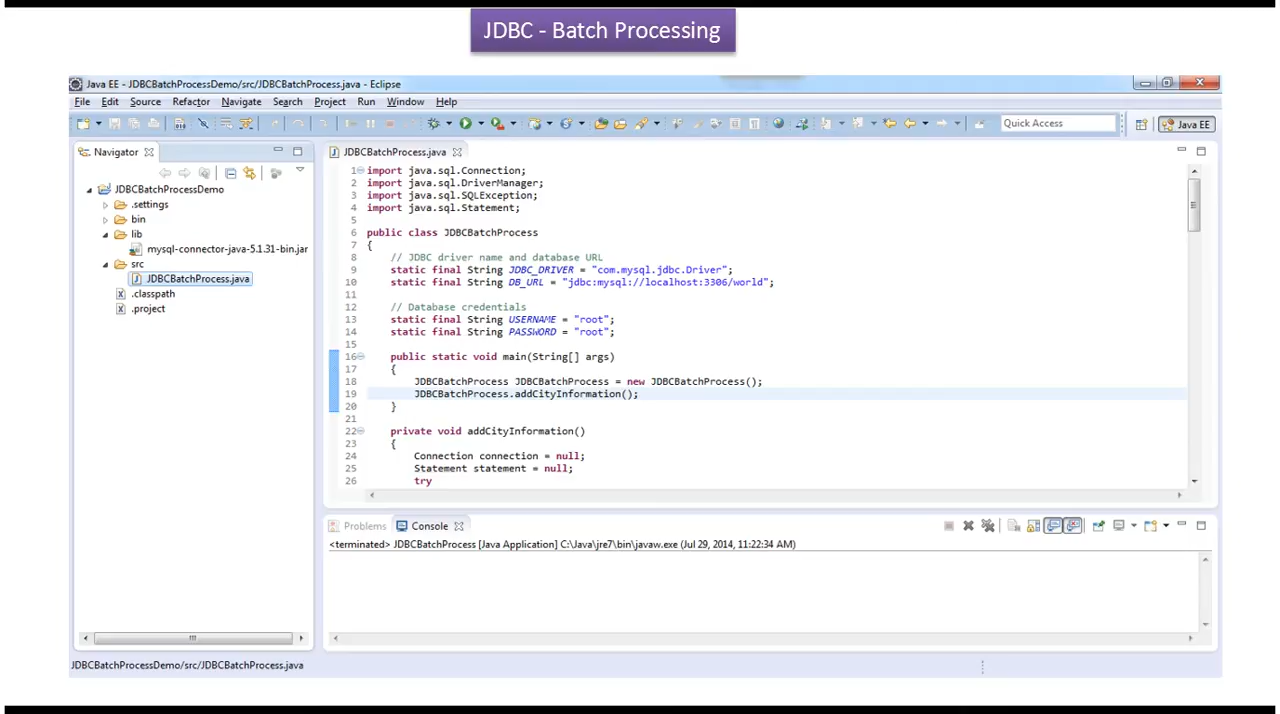 JDBC - Batch Processing
Java EE - JDBCBatchProcessDemo/src/JDBCBatchProcess.java - Eclipse
File Edit Source Refactor Navigate Search Project Run Window Help
Quick Access
Java EE
Navigator
JDBCBatchProcessDemo
.settings
bin
lib
mysql-connector-java-5.1.31-bin.jar
src
JDBCBatchProcess.java
.classpath
.project
JDBCBatchProcess.java
1 import java.sql.Connection;
2 import java.sql.DriverManager;
3 import java.sql.SQLException;
4 import java.sql.Statement;
5
6 public class JDBCBatchProcess
7 {
8 // JDBC driver name and database URL
9 static final String JDBC_DRIVER = "com.mysql.jdbc.Driver";
10 static final String DB_URL = "jdbc:mysql://localhost:3306/world";
11
12 // Database credentials
13 static final String USERNAME = "root";
14 static final String PASSWORD = "root";
15
16 public static void main(String[] args)
17 {
18 JDBCBatchProcess JDBCBatchProcess = new JDBCBatchProcess();
19 JDBCBatchProcess.addCityInformation();
20 }
21
22 private void addCityInformation()
23 {
24 Connection connection = null;
25 Statement statement = null;
26 try
Problems Console
<terminated> JDBCBatchProcess [Java Application] C:\Java\jre7\bin\javaw.exe (Jul 29, 2014, 11:22:34 AM)
JDBCBatchProcessDemo/src/JDBCBatchProcess.java